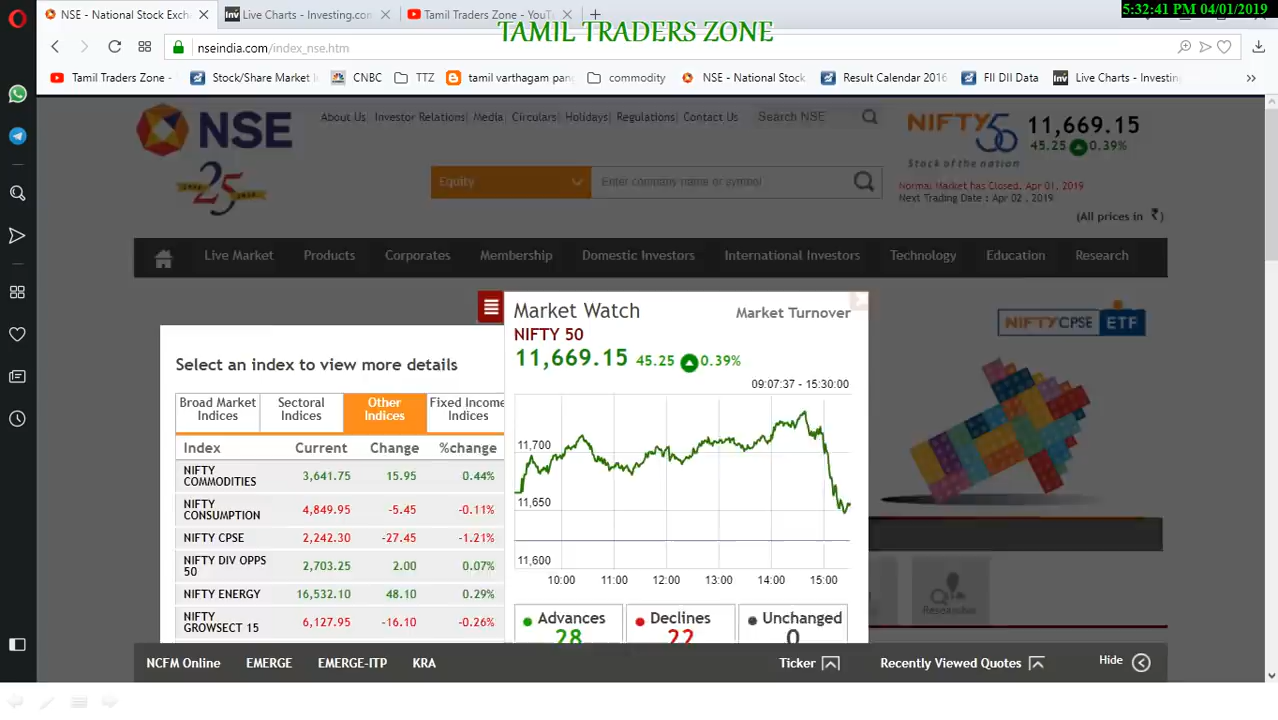 NSE - National Stock Exch
Live Charts - Investing.com
Tamil Traders Zone - YouT
TAMIL TRADERS ZONE
5:32:41 PM 04/01/2019
nseindia.com/index_nse.htm
Tamil Traders Zone -
Stock/Share Market I
CNBC
TTZ
tamil varthagam pan
commodity
NSE - National Stock
Result Calendar 2016
FII DII Data
Live Charts - Investin
NSE
25
About Us| Investor Relations| Media| Circulars| Holidays| Regulations| Contact Us
Search NSE
NIFTY 50
Stock of the nation
11,669.15
45.25 0.39%
Equity
Enter company name or symbol
Normal Market has Closed. Apr 01, 2019
Next Trading Date : Apr 02 , 2019
(All prices in ₹)
Live Market
Products
Corporates
Membership
Domestic Investors
International Investors
Technology
Education
Research
Market Watch
Market Turnover
NIFTY 50
11,669.15 45.25 0.39%
09:07:37 - 15:30:00
11,700
11,650
11,600
10:00 11:00 12:00 13:00 14:00 15:00
Advances
28
Declines
22
Unchanged
0
NIFTY CPSE ETF
Select an index to view more details
Broad Market Indices
Sectoral Indices
Other Indices
Fixed Income Indices
Index Current Change %change
NIFTY COMMODITIES 3,641.75 15.95 0.44%
NIFTY CONSUMPTION 4,849.95 -5.45 -0.11%
NIFTY CPSE 2,242.30 -27.45 -1.21%
NIFTY DIV OPPS 50 2,703.25 2.00 0.07%
NIFTY ENERGY 16,532.10 48.10 0.29%
NIFTY GROWSECT 15 6,127.95 -16.10 -0.26%
NCFM Online
EMERGE
EMERGE-ITP
KRA
Ticker
Recently Viewed Quotes
Hide